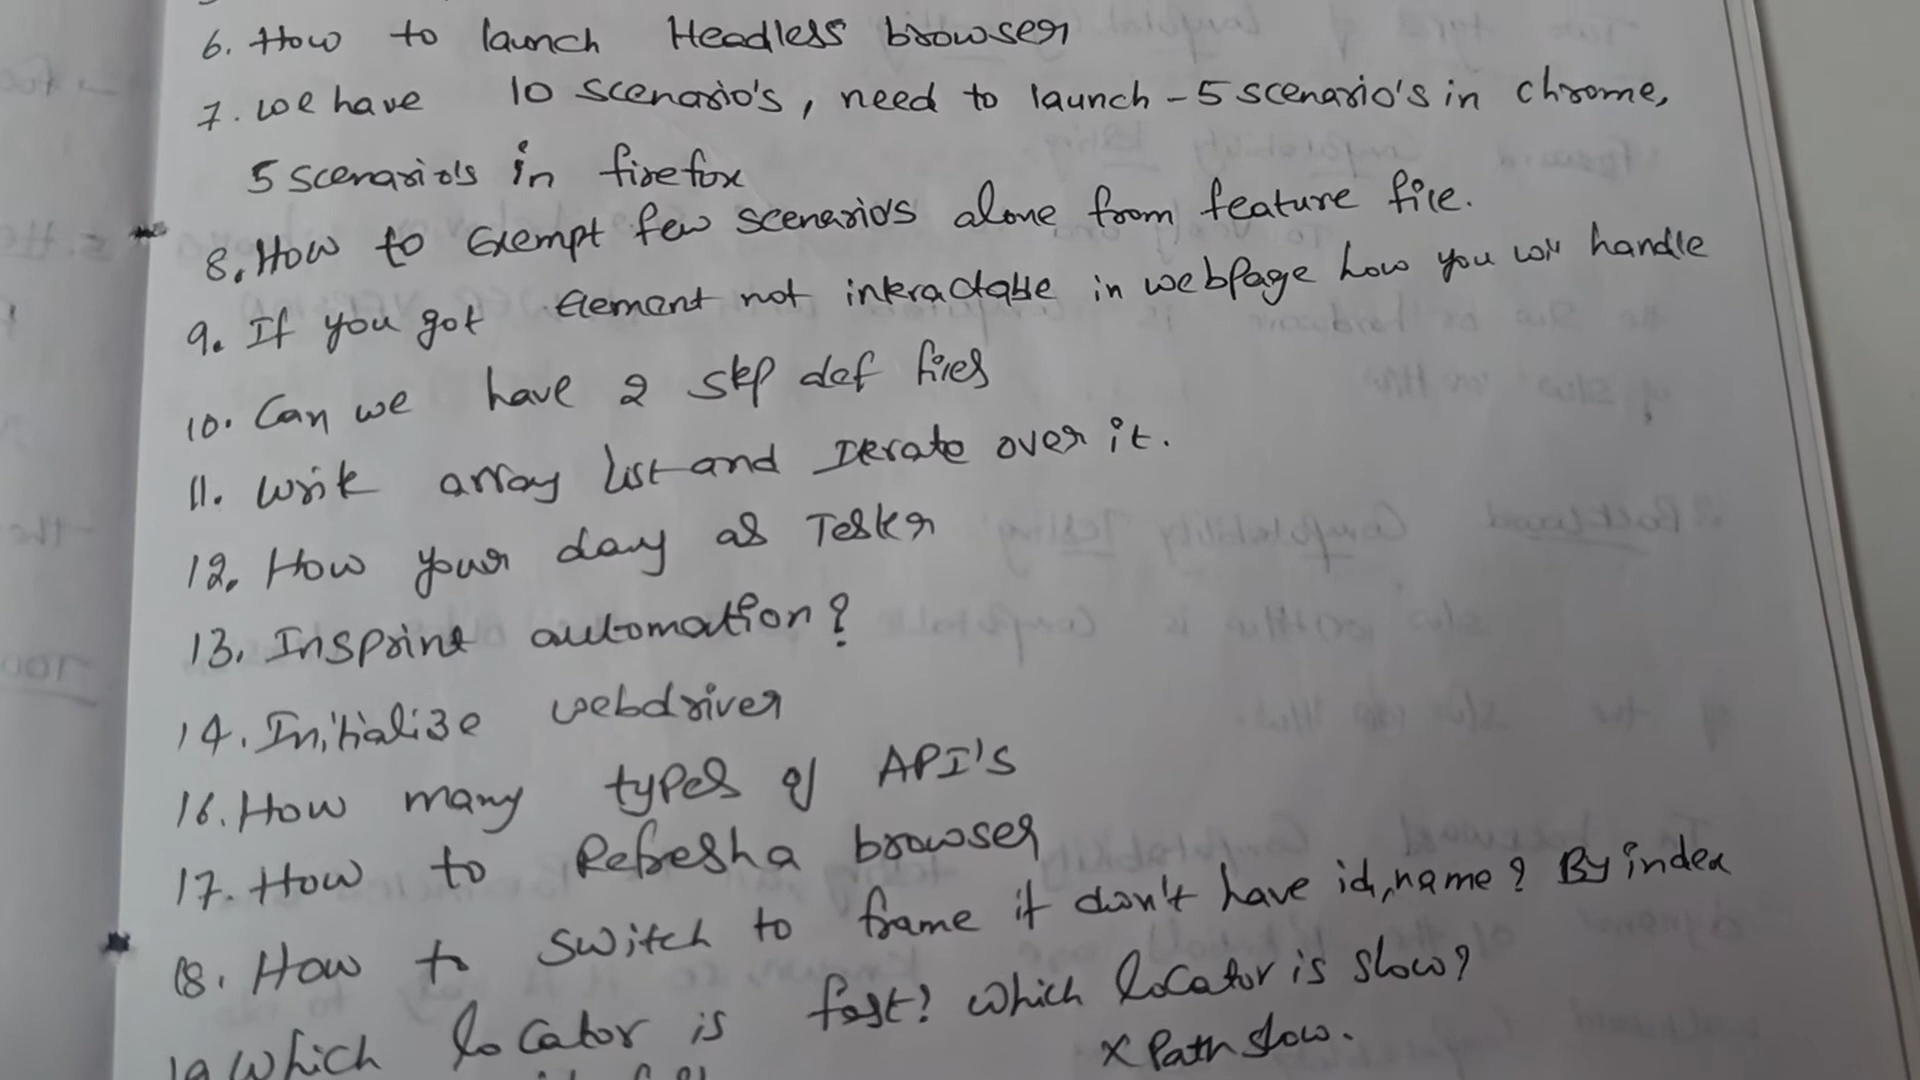 6. How to launch Headless browser
7. we have 10 scenario's, need to launch - 5 scenario's in chrome,
5 scenario's in firefox
8. How to Exempt few scenario's alone from feature file.
9. If you got Element not interactable in webpage how you will handle
10. Can we have 2 step def files
11. write array list and Iterate over it.
12. How your day as Tester
13. Insprint automation?
14. Initialize webdriver
16. How many types of API's
17. How to Refresh a browser
18. How to switch to frame if don't have id, name? By index
19 Which locator is fast? which locator is slow?
xPath slow.